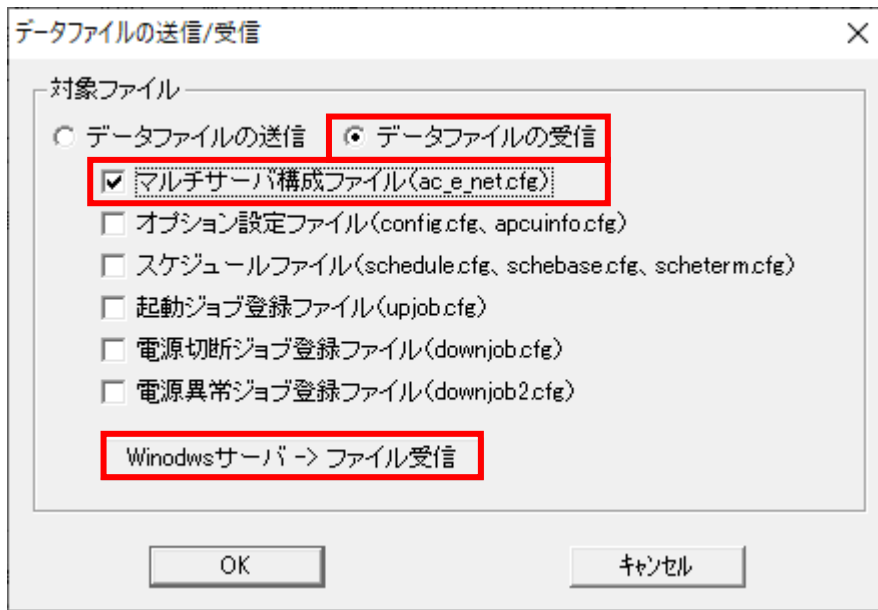 データファイルの送信/受信
対象ファイル
データファイルの送信 データファイルの受信
マルチサーバ構成ファイル(ac_e_net.cfg)
オプション設定ファイル(config.cfg、apcuinfo.cfg)
スケジュールファイル(schedule.cfg、schebase.cfg、scheterm.cfg)
起動ジョブ登録ファイル(upjob.cfg)
電源切断ジョブ登録ファイル(downjob.cfg)
電源異常ジョブ登録ファイル(downjob2.cfg)
Winodwsサーバ -> ファイル受信
OK キャンセル